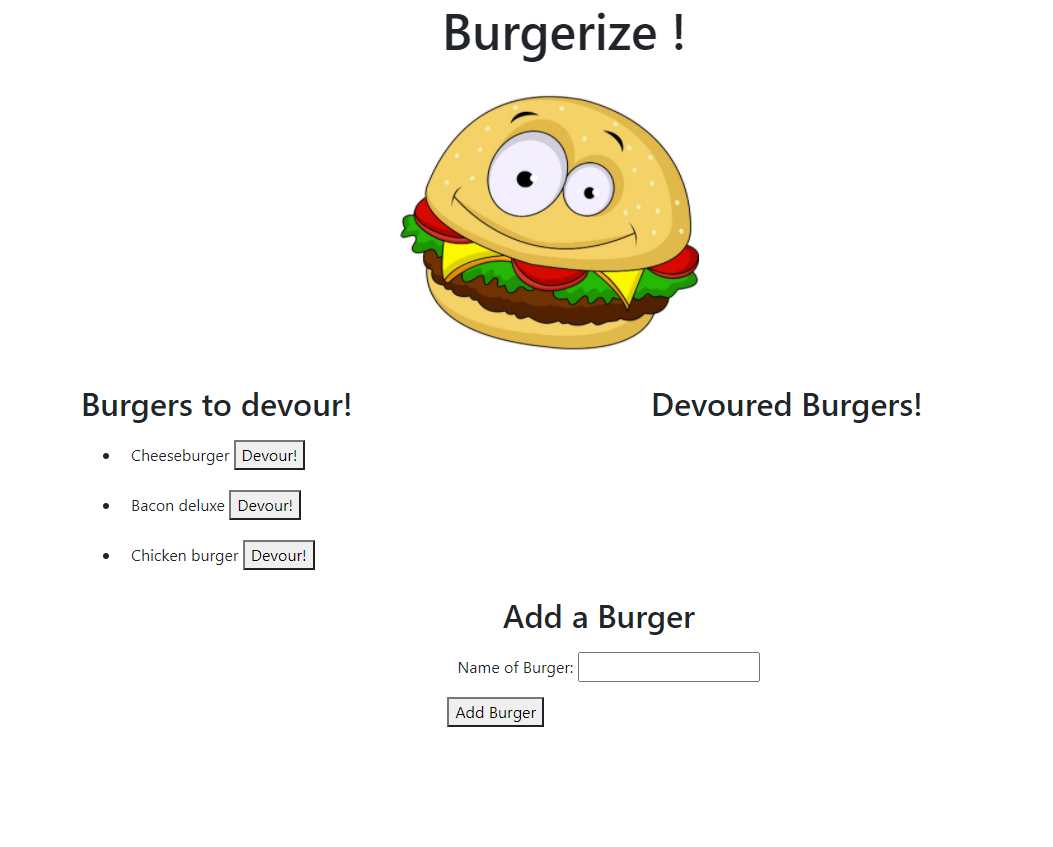 Burgerize !
Burgers to devour!
Cheeseburger Devour!
Bacon deluxe Devour!
Chicken burger Devour!
Devoured Burgers!
Add a Burger
Name of Burger:
Add Burger